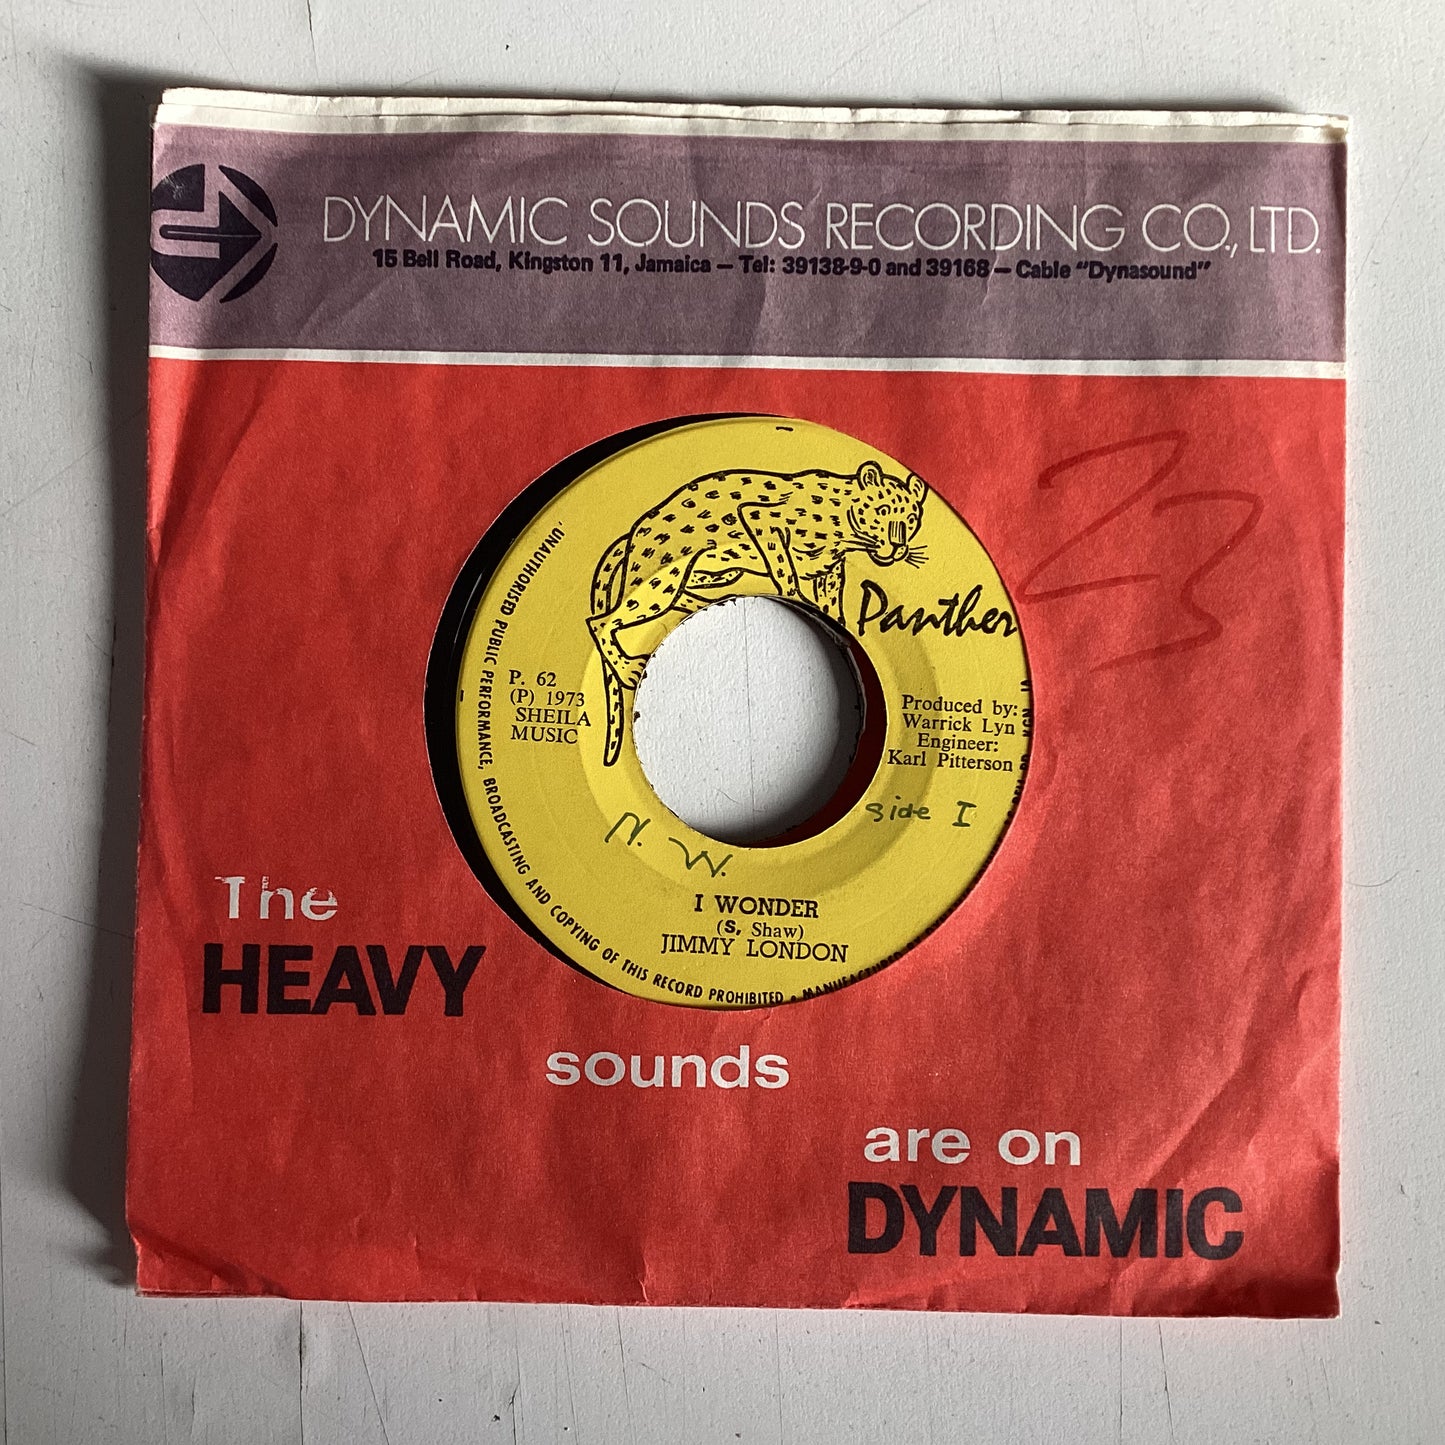 DYNAMIC SOUNDS RECORDING CO., LTD.
15 Bell Road, Kingston 11, Jamaica – Tel: 39138-9-0 and 39168 – Cable "Dynasound"
23
Panther
P. 62
(P) 1973
SHEILA
MUSIC
Produced by:
Warrick Lyn
Engineer:
Karl Pitterson
side I
N. W.
I WONDER
(S. Shaw)
JIMMY LONDON
UNAUTHORISED PUBLIC PERFORMANCE, BROADCASTING AND COPYING OF THIS RECORD PROHIBITED •
The
HEAVY
sounds
are on
DYNAMIC